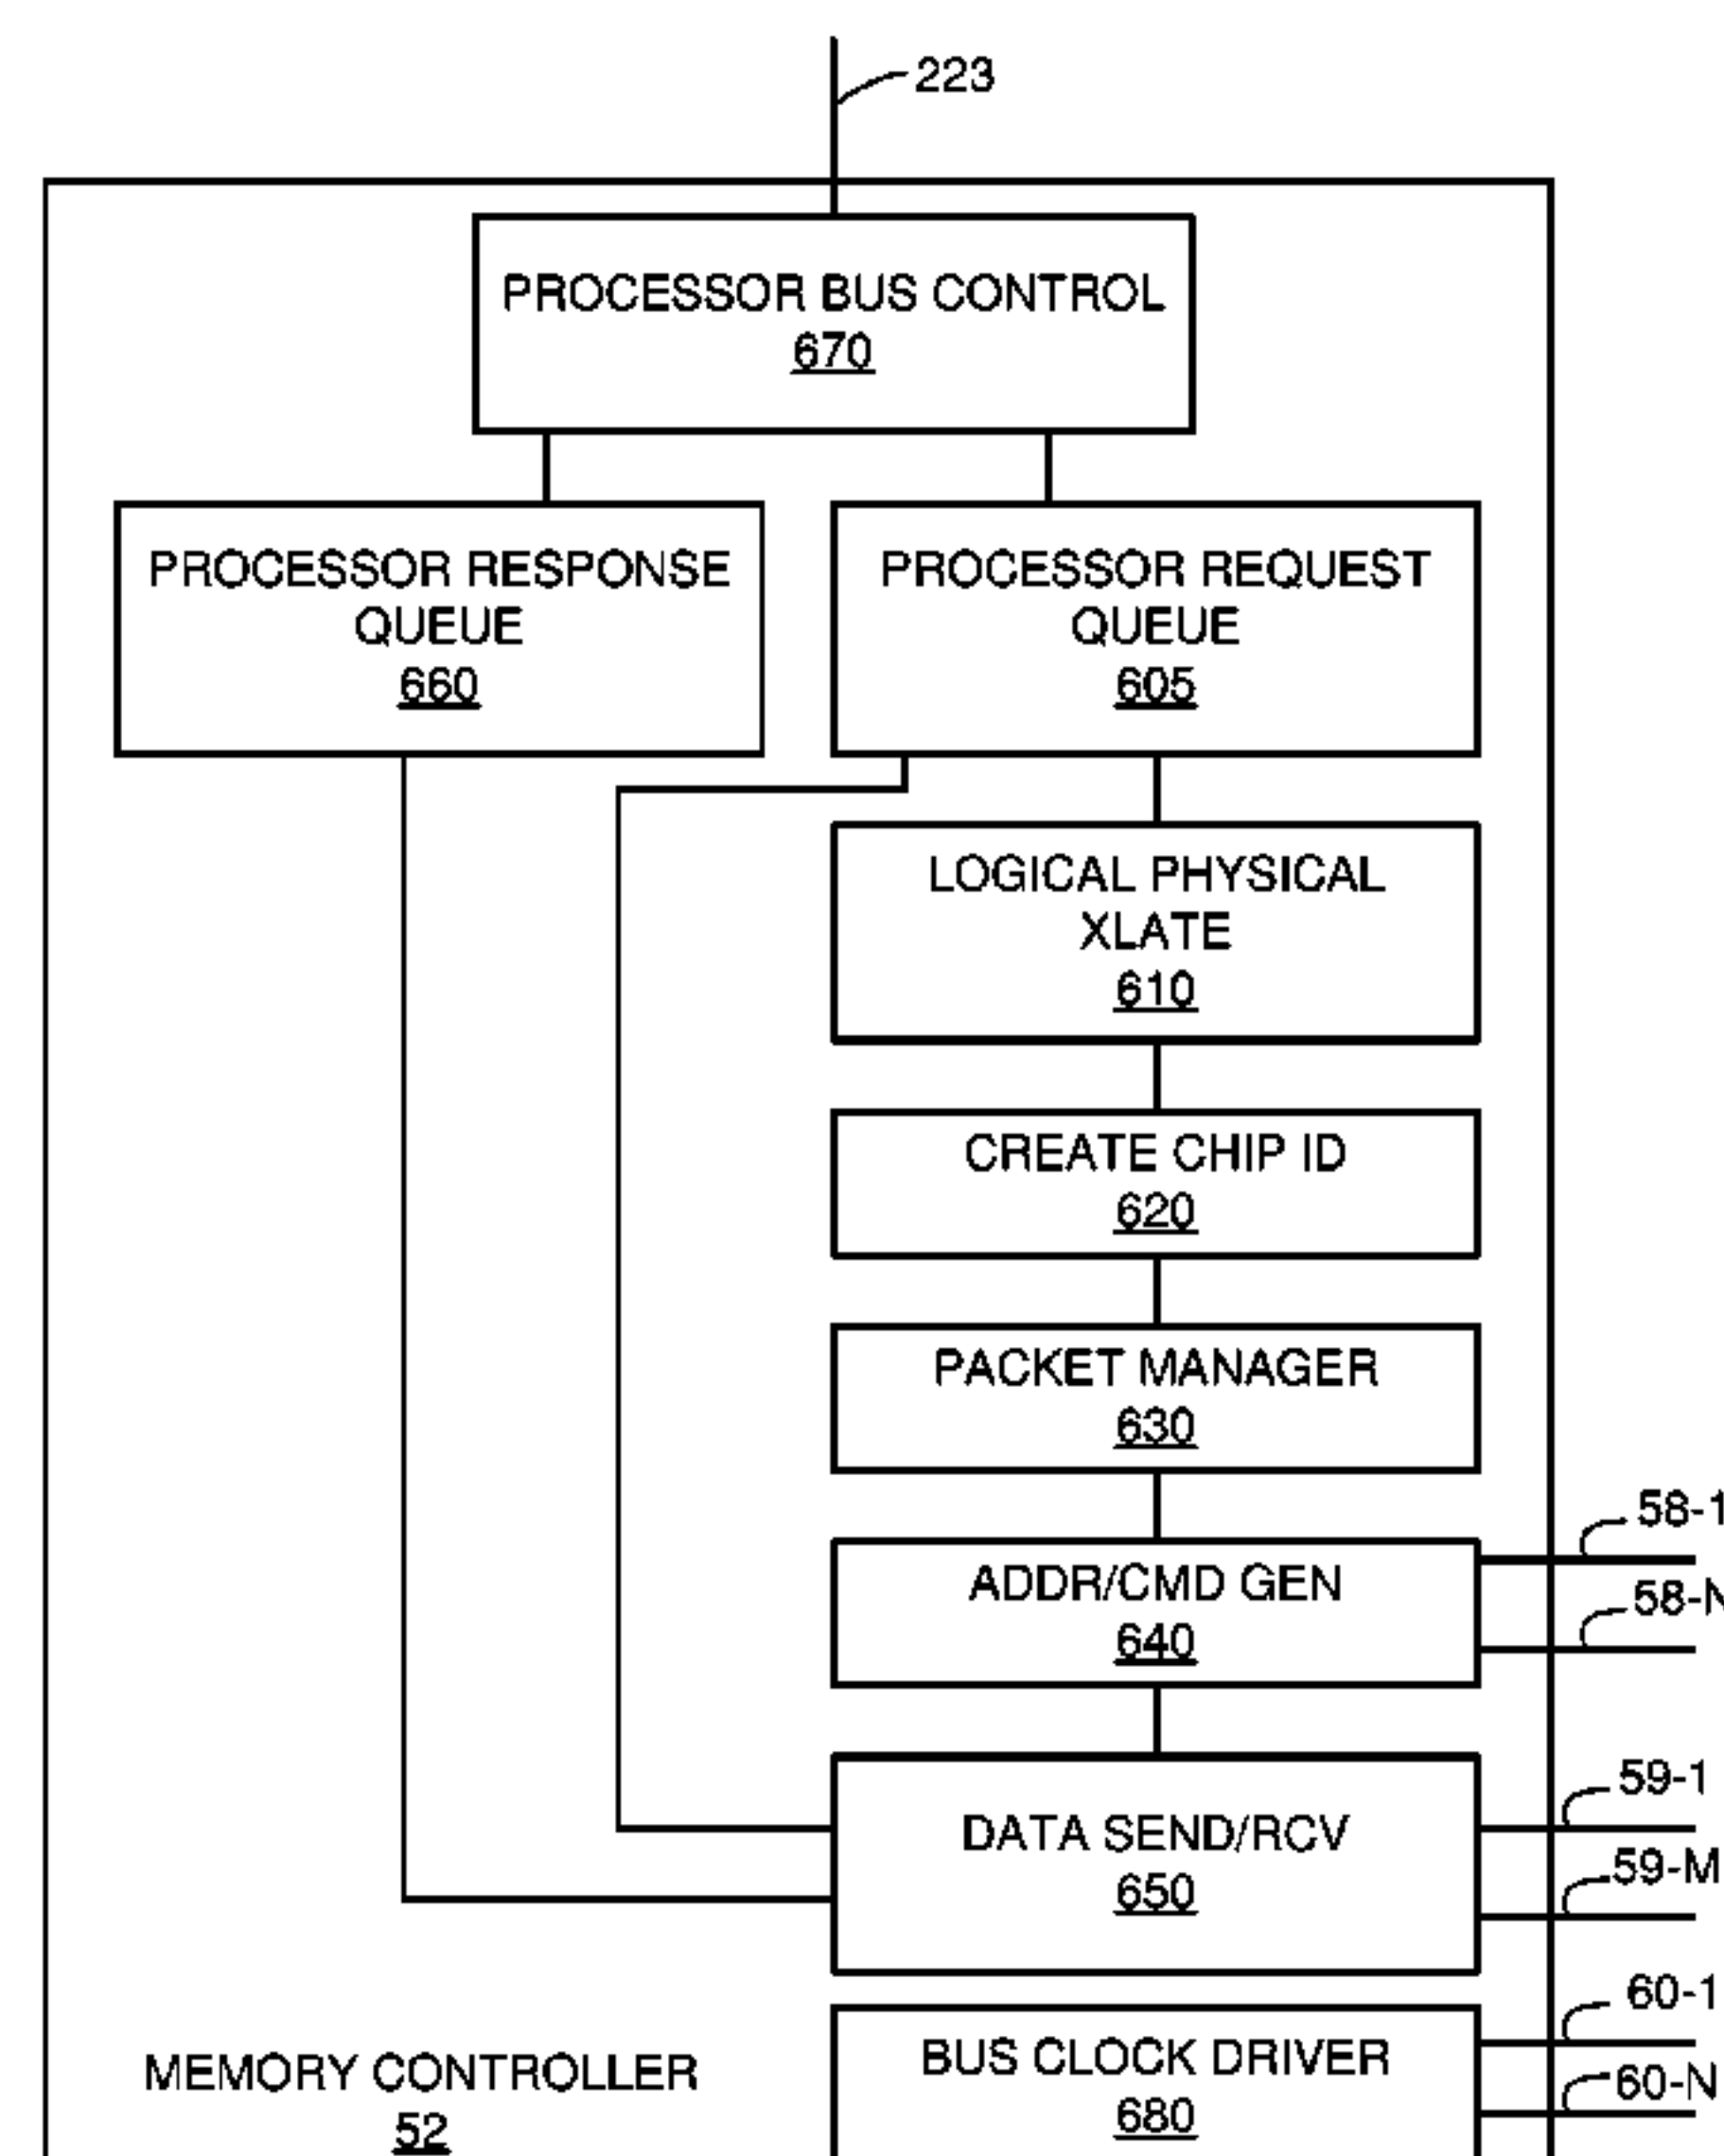 223
PROCESSOR BUS CONTROL
670
PROCESSOR RESPONSE
QUEUE
660
PROCESSOR REQUEST
QUEUE
605
LOGICAL PHYSICAL
XLATE
610
CREATE CHIP ID
620
PACKET MANAGER
630
58-1
ADDR/CMD GEN
640
58-N
59-1
DATA SEND/RCV
650
59-M
60-1
BUS CLOCK DRIVER
680
60-N
MEMORY CONTROLLER
52